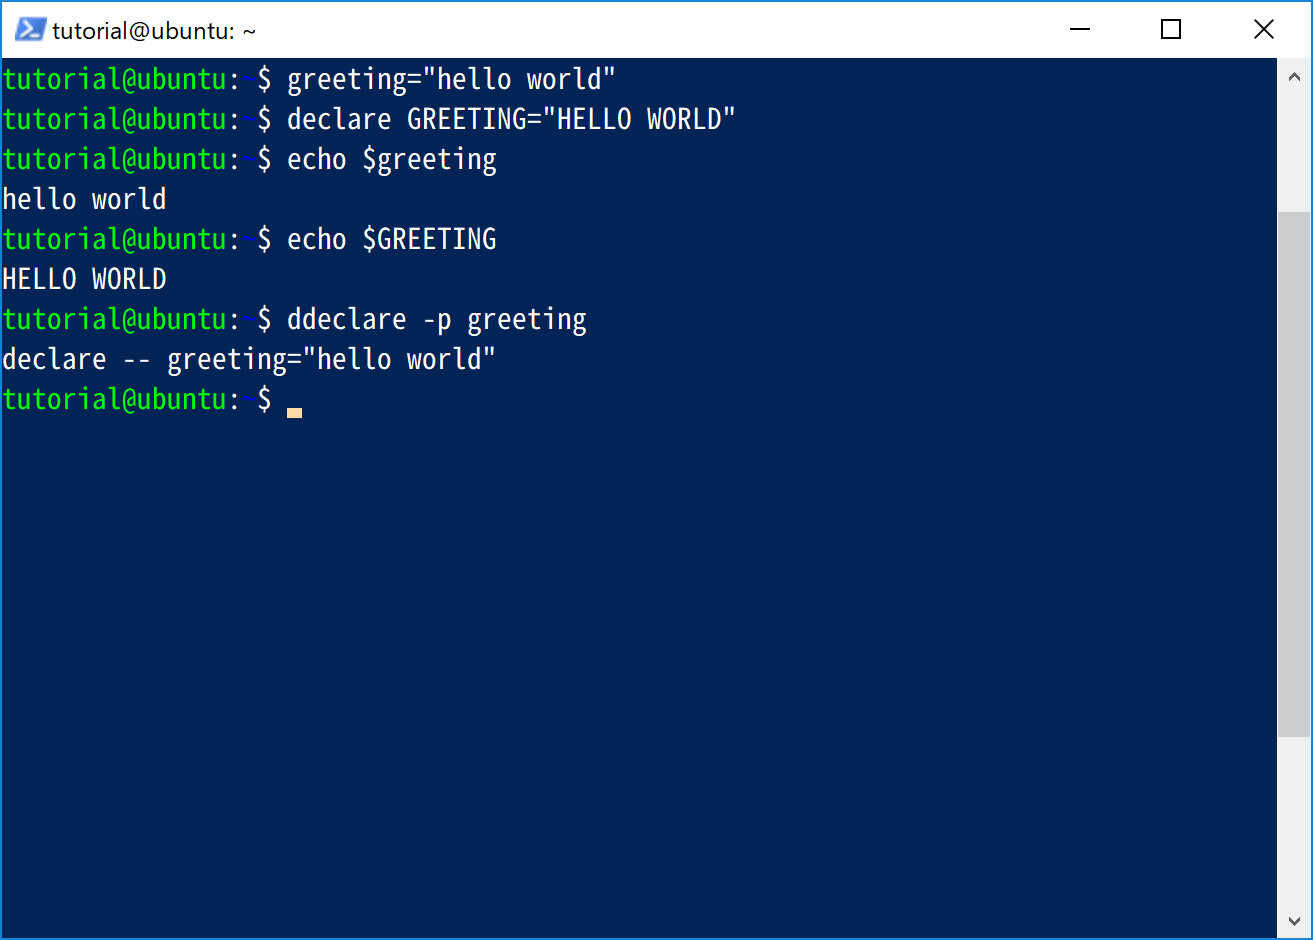 tutorial@ubuntu: ~
tutorial@ubuntu:~$ greeting="hello world"
tutorial@ubuntu:~$ declare GREETING="HELLO WORLD"
tutorial@ubuntu:~$ echo $greeting
hello world
tutorial@ubuntu:~$ echo $GREETING
HELLO WORLD
tutorial@ubuntu:~$ ddeclare -p greeting
declare -- greeting="hello world"
tutorial@ubuntu:~$